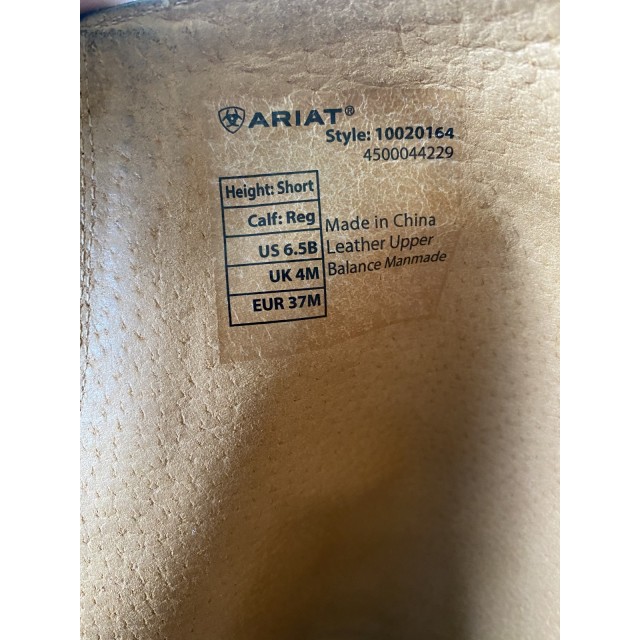 ARIAT®
Style: 10020164
4500044229
Height: Short
Calf: Reg
US 6.5B
UK 4M
EUR 37M
Made in China
Leather Upper
Balance Manmade